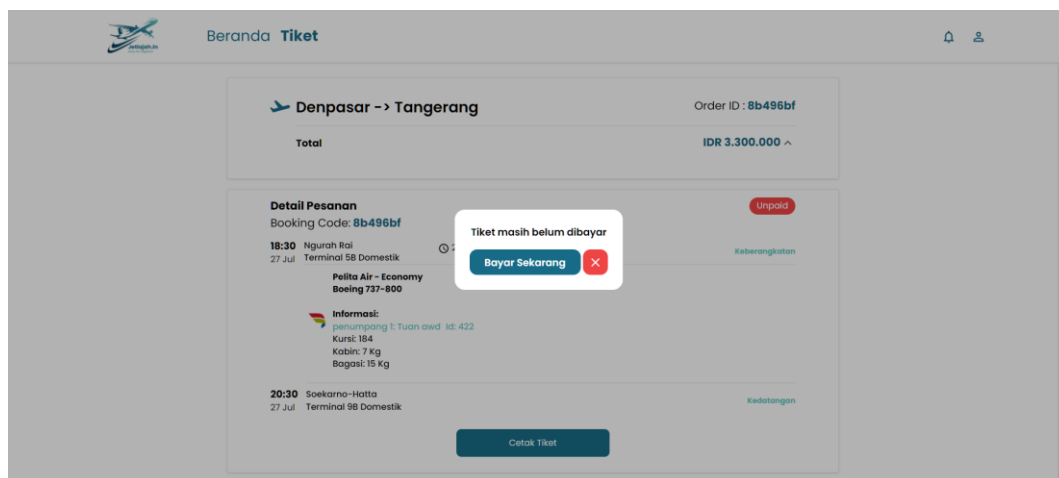 Jetlajah.in
Beranda Tiket
Denpasar -> Tangerang
Order ID : 8b496bf
Total
IDR 3.300.000
Detail Pesanan
Unpaid
Booking Code: 8b496bf
Tiket masih belum dibayar
18:30 Ngurah Rai
27 Jul Terminal 5B Domestik
Keberangkatan
Bayar Sekarang
Pelita Air - Economy
Boeing 737-800
Informasi:
penumpang 1: Tuan awd Id: 422
Kursi: 184
Kabin: 7 Kg
Bagasi: 15 Kg
20:30 Soekarno-Hatta
27 Jul Terminal 9B Domestik
Kedatangan
Cetak Tiket